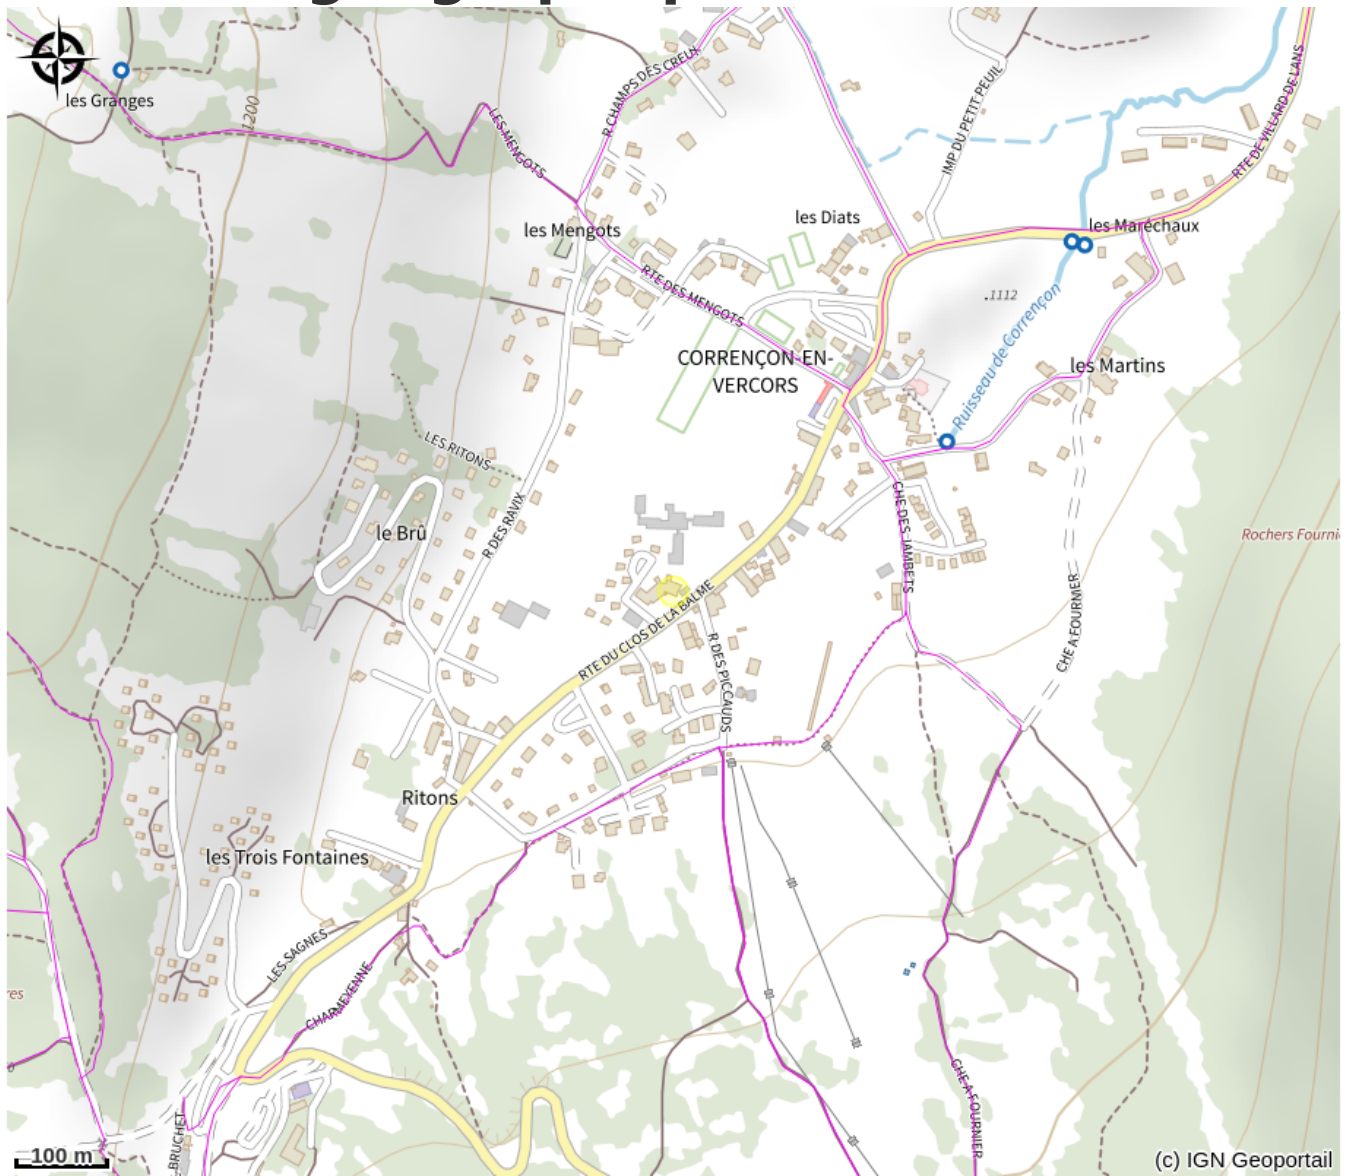 les Granges
1200
LES MENGOTS
R CHAMPS DES CREUX
IMP DU PETIT PEUIL
RTE DE VILLARD DE LANS
les Mengots
les Diats
les Maréchaux
RTE DES MENGOTS
.1112
CORRENÇON-EN-
VERCORS
Ruisseau de Corrençon
les Martins
LES RITONS
R DES RAVIX
le Brû
CHE DES JAMBETS
Rochers Fourni
CHE A FOURNIER
RTE DU CLOS DE LA BALME
R DES PICCAUDS
Ritons
les Trois Fontaines
LES SAGNES
CHARMEYENNE
res
CHE A FOURNIER
BRUCHET
100 m
(c) IGN Geoportail